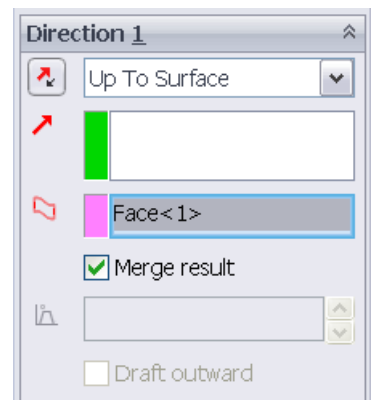 Direction 1
Up To Surface
Face<1>
Merge result
Draft outward